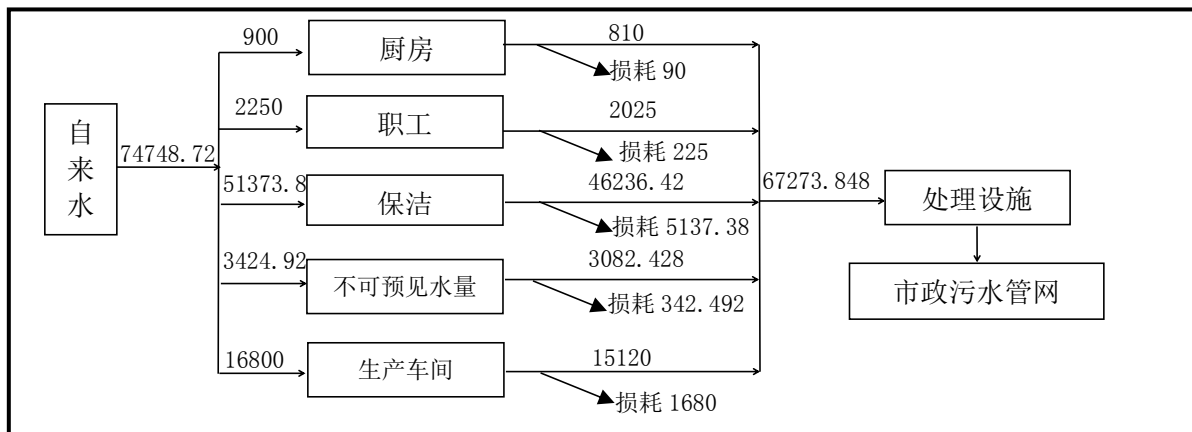 900
厨房
810
损耗 90
2250
职工
2025
损耗 225
自来水
74748.72
51373.8
保洁
46236.42
损耗 5137.38
67273.848
处理设施
3424.92
不可预见水量
3082.428
损耗 342.492
市政污水管网
16800
生产车间
15120
损耗 1680